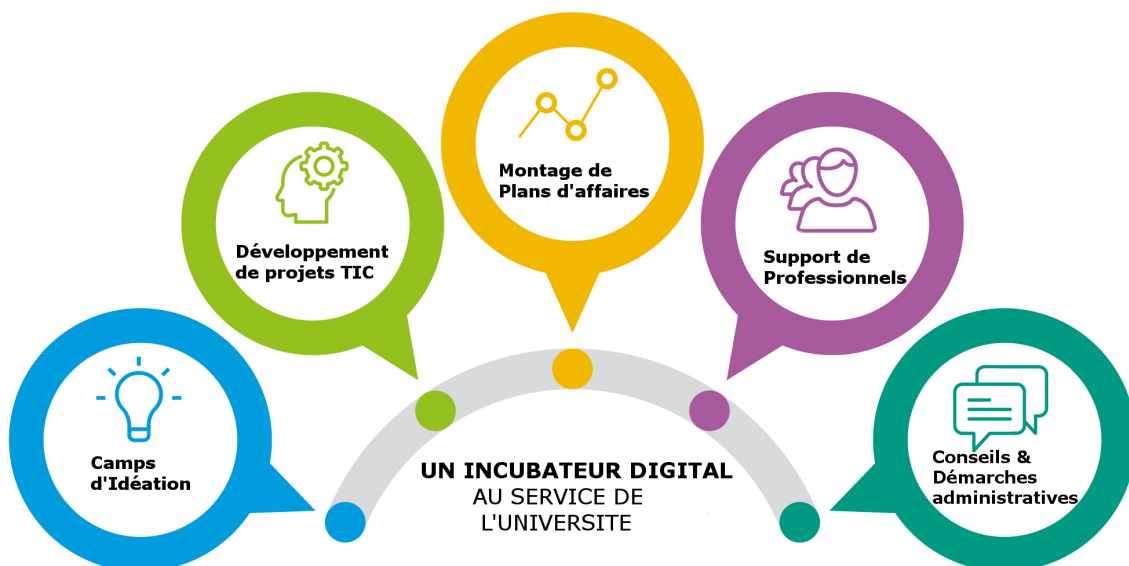 Camps
d'Idéation
Développement
de projets TIC
Montage de
Plans d'affaires
Support de
Professionnels
Conseils &
Démarches
administratives
UN INCUBATEUR DIGITAL
AU SERVICE DE
L'UNIVERSITE